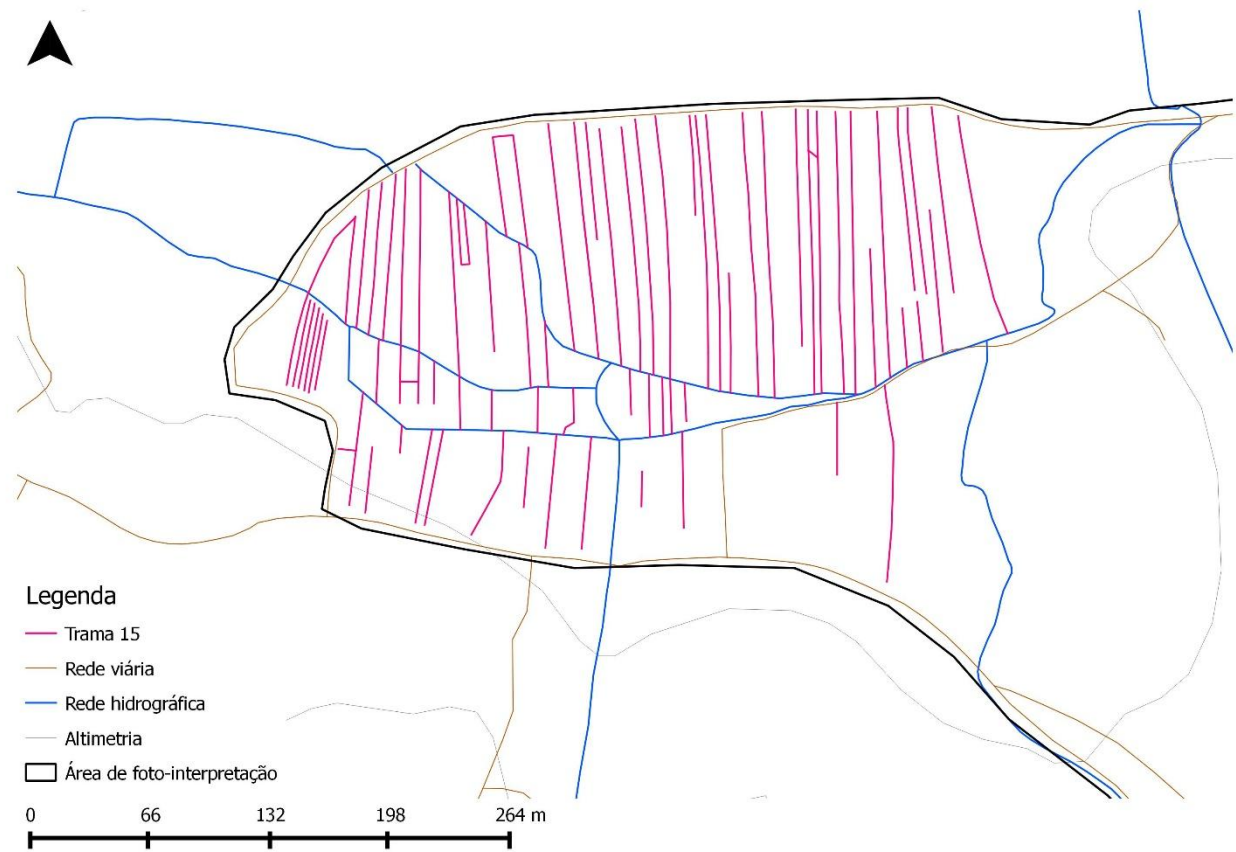 Legenda
Trama 15
Rede viária
Rede hidrográfica
Altimetria
Área de foto-interpretação
0 66 132 198 264 m